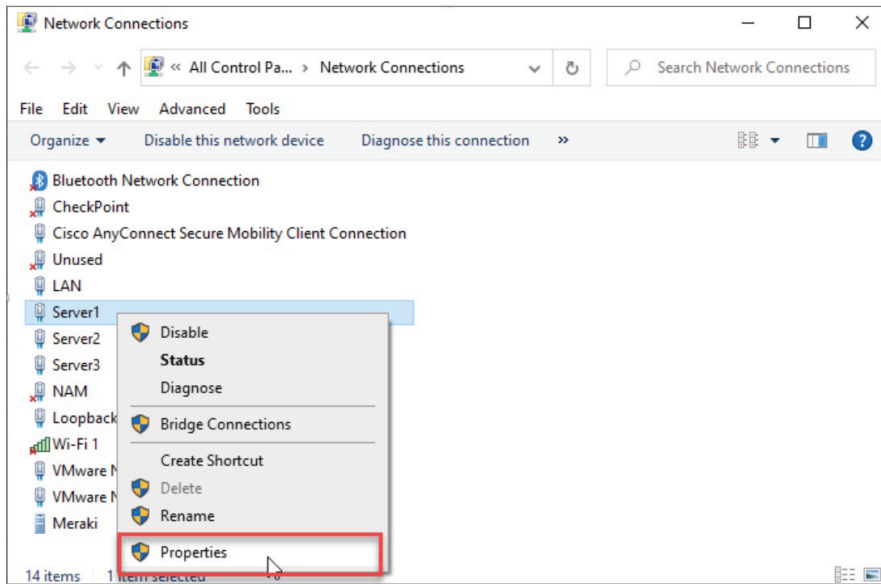 Network Connections
« All Control Pa... › Network Connections
Search Network Connections
File Edit View Advanced Tools
Organize Disable this network device Diagnose this connection »
Bluetooth Network Connection
CheckPoint
Cisco AnyConnect Secure Mobility Client Connection
Unused
LAN
Server1
Server2
Server3
NAM
Loopback
Wi-Fi 1
VMware
VMware
Meraki
Disable
Status
Diagnose
Bridge Connections
Create Shortcut
Delete
Rename
Properties
14 items 1 item selected